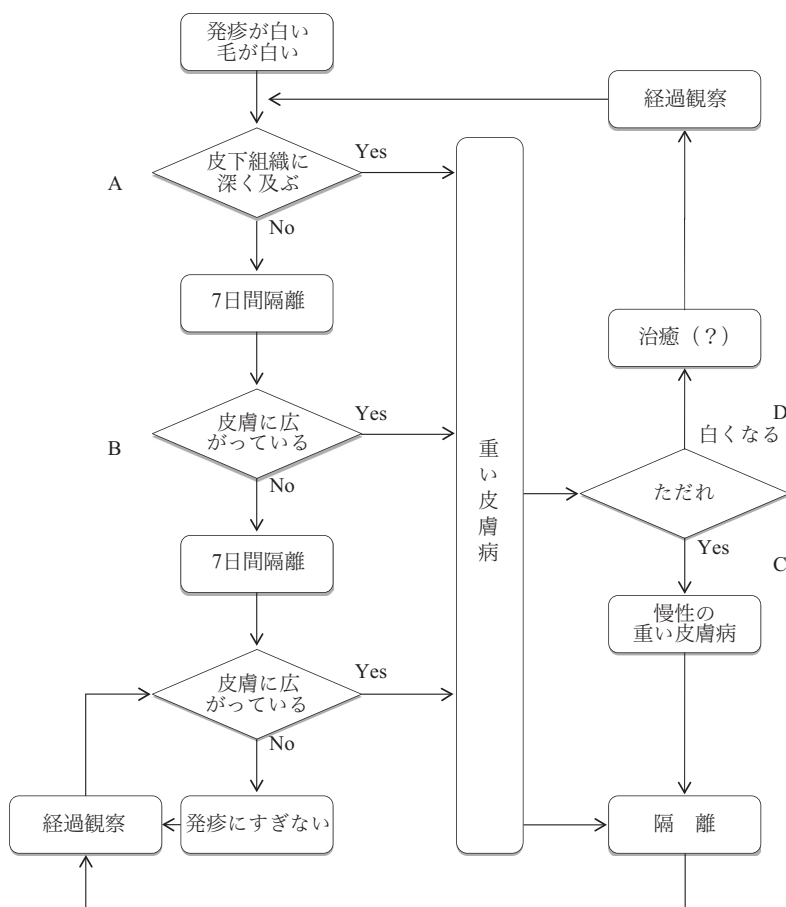 発疹が白い
毛が白い
経過観察
皮下組織に
深く及ぶ
Yes
A
No
7日間隔離
治癒（？）
皮膚に広
がっている
Yes
B
No
D
白くなる
重い皮膚病
ただれ
Yes
C
7日間隔離
慢性の
重い皮膚病
皮膚に広
がっている
Yes
No
経過観察
発疹にすぎない
隔　離